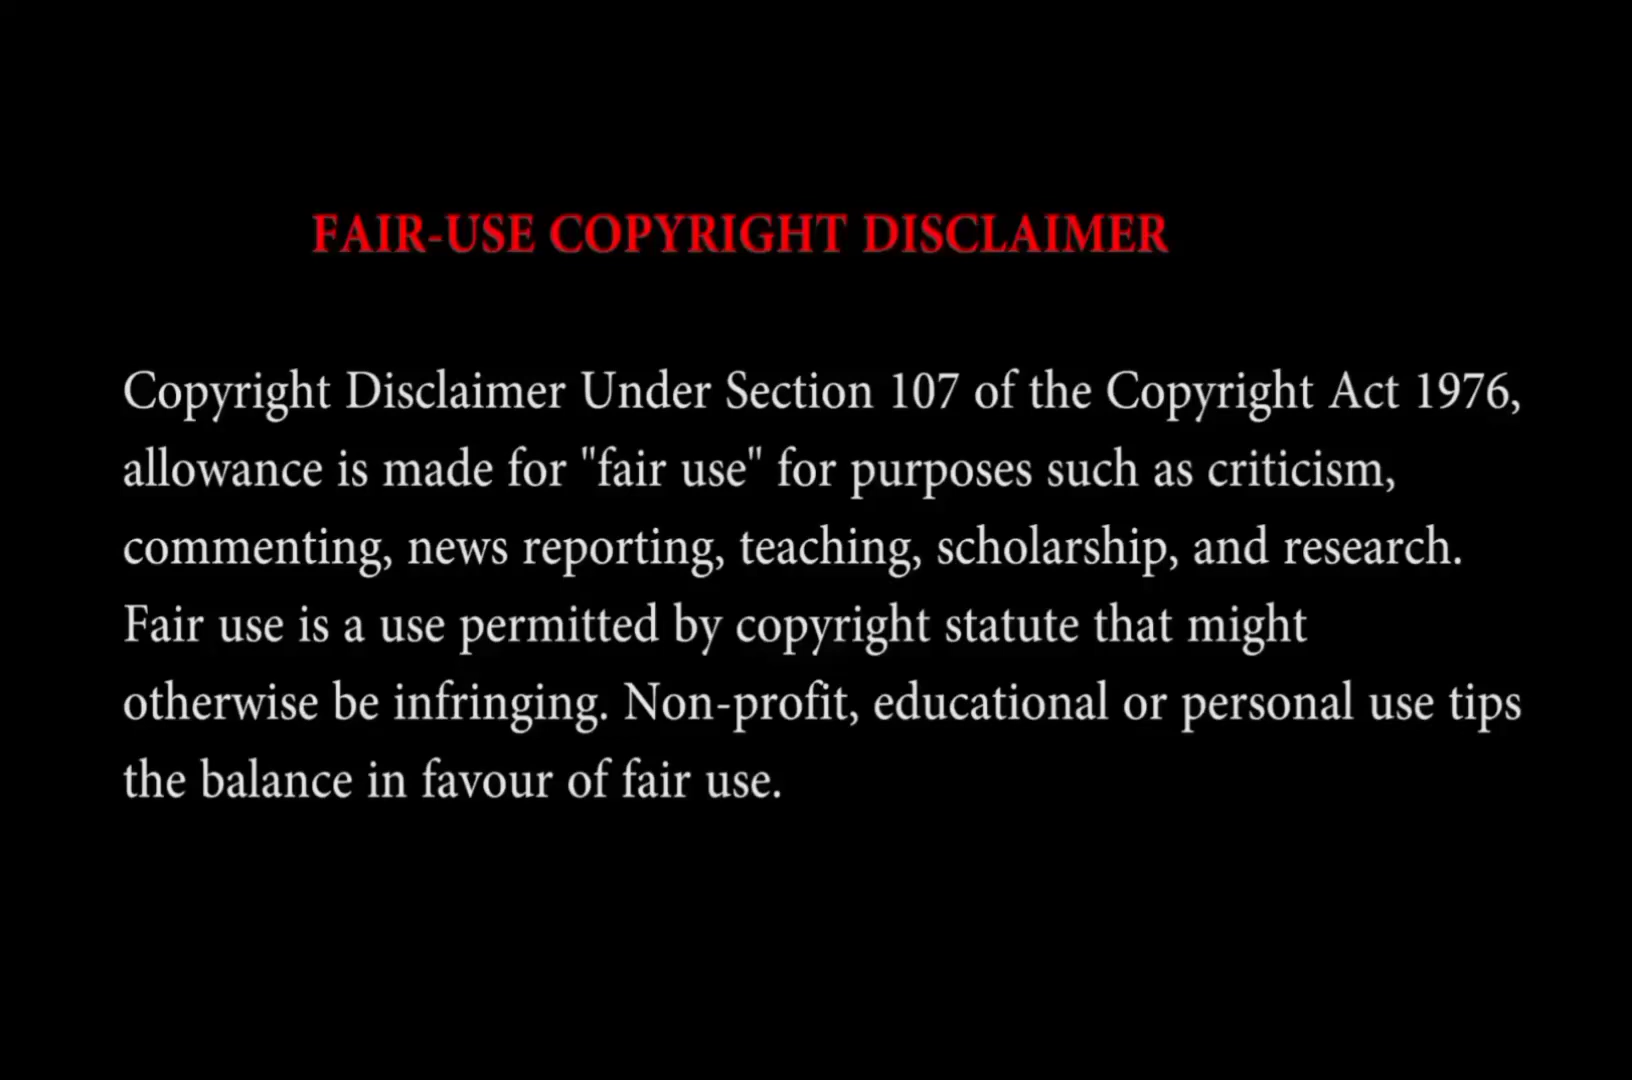 FAIR-USE COPYRIGHT DISCLAIMER
Copyright Disclaimer Under Section 107 of the Copyright Act 1976,
allowance is made for "fair use" for purposes such as criticism,
commenting, news reporting, teaching, scholarship, and research.
Fair use is a use permitted by copyright statute that might
otherwise be infringing. Non-profit, educational or personal use tips
the balance in favour of fair use.